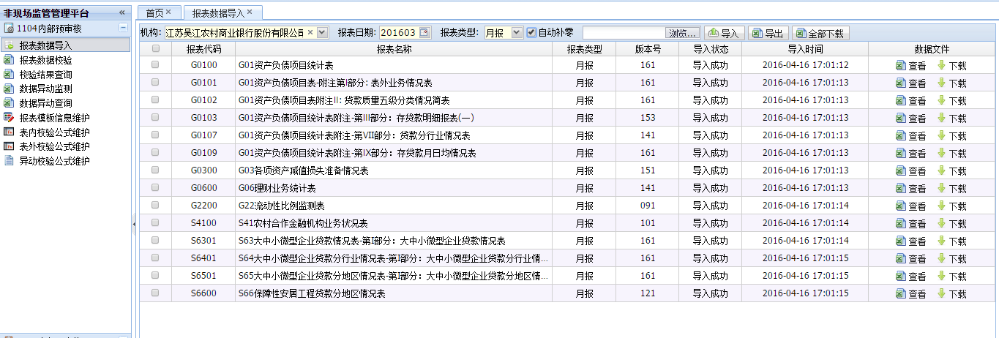 非现场监管管理平台 «
首页 × 报表数据导入 ×
1104内部预审核
机构: 江苏吴江农村商业银行股份有限公司 × 报表日期: 201603 报表类型: 月报 自动补零 浏览... 导入 导出 全部下载
报表数据导入
报表数据校验
校验结果查询
数据异动监测
数据异动查询
报表模板信息维护
表内校验公式维护
表外校验公式维护
异动校验公式维护
报表代码 报表名称 报表类型 版本号 导入状态 导入时间 数据文件
G0100 G01资产负债项目统计表 月报 161 导入成功 2016-04-16 17:01:12 查看 下载
G0101 G01资产负债项目表-附注第I部分: 表外业务情况表 月报 161 导入成功 2016-04-16 17:01:13 查看 下载
G0102 G01资产负债项目表附注II: 贷款质量五级分类情况简表 月报 161 导入成功 2016-04-16 17:01:13 查看 下载
G0103 G01资产负债项目统计表附注-第III部分：存贷款明细报表(一) 月报 153 导入成功 2016-04-16 17:01:13 查看 下载
G0107 G01资产负债项目统计表附注-第VII部分：贷款分行业情况表 月报 141 导入成功 2016-04-16 17:01:13 查看 下载
G0109 G01资产负债项目统计表附注-第IX部分：存贷款月日均情况表 月报 161 导入成功 2016-04-16 17:01:13 查看 下载
G0300 G03各项资产减值损失准备情况表 月报 151 导入成功 2016-04-16 17:01:13 查看 下载
G0600 G06理财业务统计表 月报 141 导入成功 2016-04-16 17:01:13 查看 下载
G2200 G22流动性比例监测表 月报 091 导入成功 2016-04-16 17:01:14 查看 下载
S4100 S41农村合作金融机构业务状况表 月报 101 导入成功 2016-04-16 17:01:14 查看 下载
S6301 S63大中小微型企业贷款情况表-第I部分：大中小微型企业贷款情况表 月报 161 导入成功 2016-04-16 17:01:14 查看 下载
S6401 S64大中小微型企业贷款分行业情况表-第I部分：大中小微型企业贷款分行业情... 月报 161 导入成功 2016-04-16 17:01:15 查看 下载
S6501 S65大中小微型企业贷款分地区情况表-第I部分：大中小微型企业贷款分地区情... 月报 161 导入成功 2016-04-16 17:01:15 查看 下载
S6600 S66保障性安居工程贷款分地区情况表 月报 121 导入成功 2016-04-16 17:01:15 查看 下载